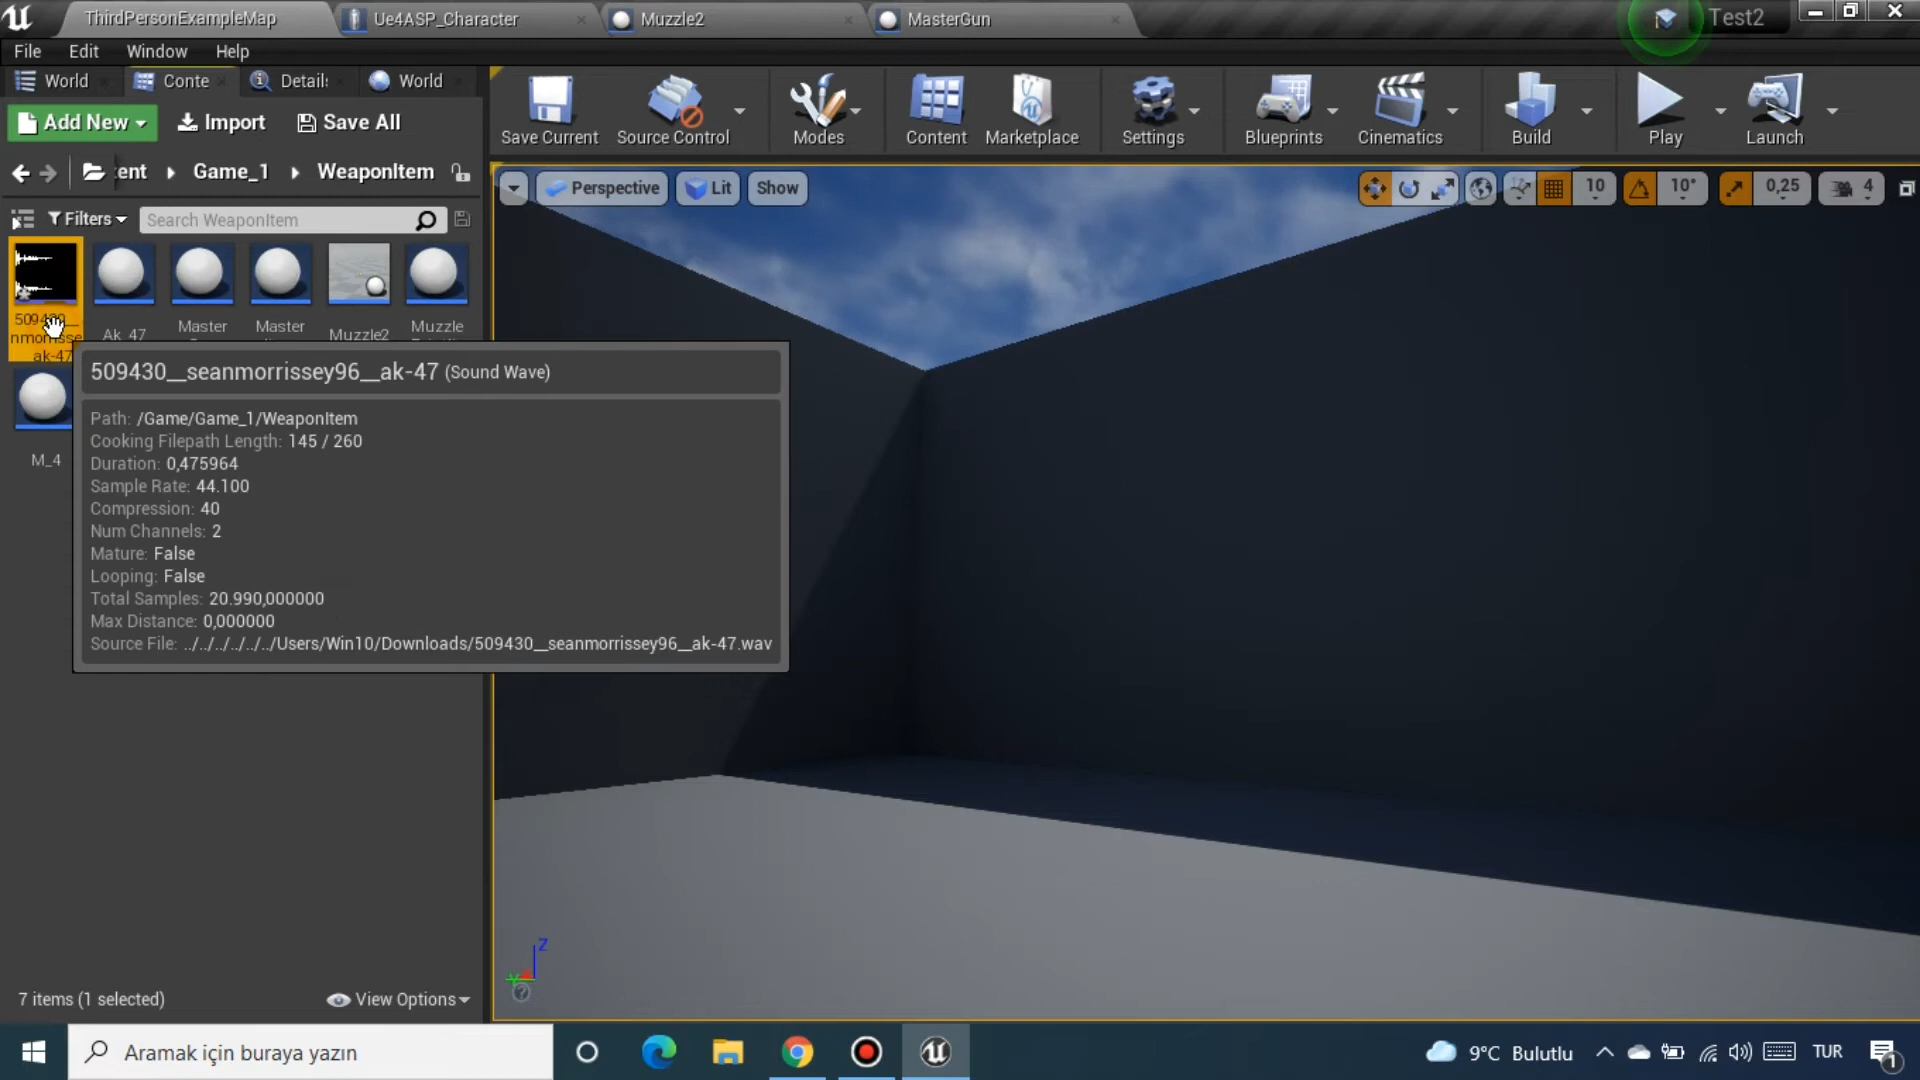 ThirdPersonExampleMap
Ue4ASP_Character
Muzzle2
MasterGun
Test2
File Edit Window Help
World
Conte
Details
World
Add New
Import
Save All
Save Current
Source Control
Modes
Content
Marketplace
Settings
Blueprints
Cinematics
Build
Play
Launch
ent
Game_1
WeaponItem
Filters
Search WeaponItem
Perspective
Lit
Show
10
10°
0,25
4
ak-47
Ak_47
Master
Master
Muzzle2
Muzzle
M_4
509430__seanmorrissey96__ak-47 (Sound Wave)
Path: /Game/Game_1/WeaponItem
Cooking Filepath Length: 145 / 260
Duration: 0,475964
Sample Rate: 44.100
Compression: 40
Num Channels: 2
Mature: False
Looping: False
Total Samples: 20.990,000000
Max Distance: 0,000000
Source File: ../../../../../../Users/Win10/Downloads/509430__seanmorrissey96__ak-47.wav
Z
7 items (1 selected)
View Options
Aramak için buraya yazın
9°C Bulutlu
TUR
1